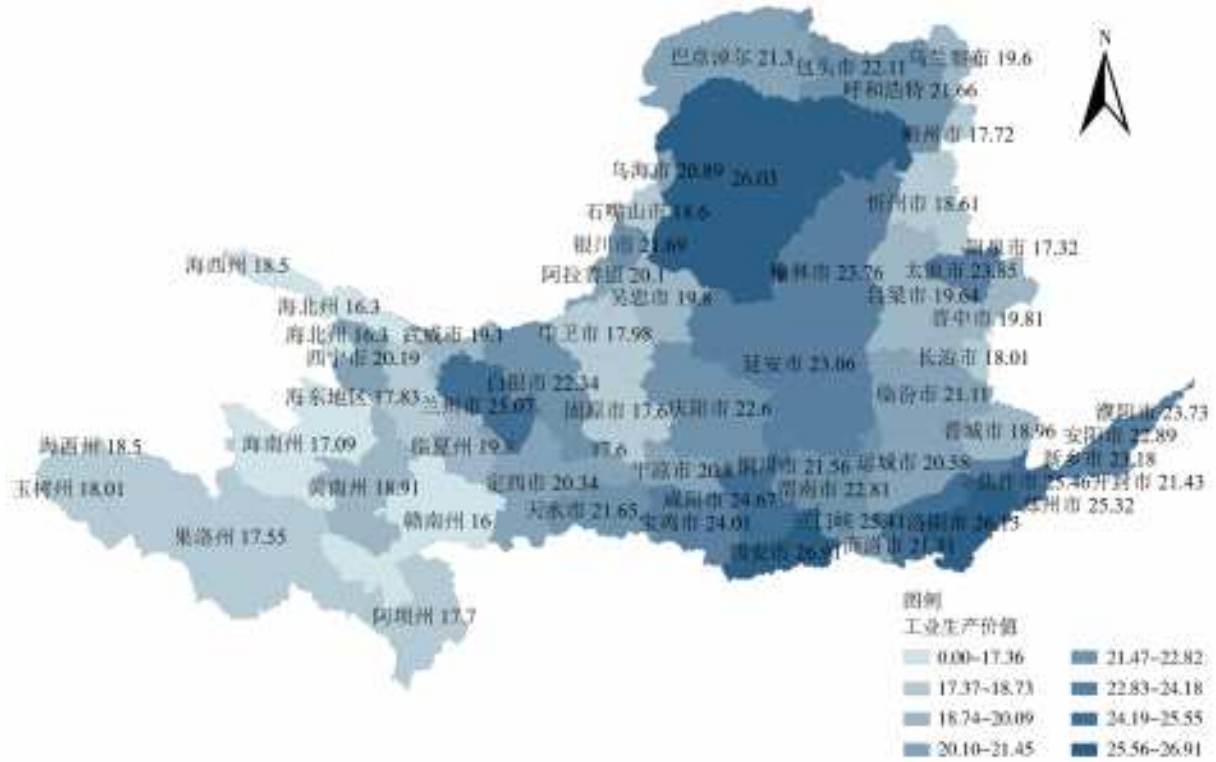 N
巴彦淖尔 21.3
包头市 22.11
乌兰察布 19.6
呼和浩特 21.66
朔州市 17.72
乌海市 20.89
26.03
忻州市 18.61
石嘴山市 18.6
银川市 21.69
阳泉市 17.32
海西州 18.5
阿拉善盟 20.1
榆林市 23.76
太原市 23.85
吴忠市 19.8
吕梁市 19.64
海北州 16.3
晋中市 19.81
海北州 16.3
武威市 19.1
中卫市 17.98
西宁市 20.19
延安市 23.06
长治市 18.01
白银市 22.34
海东地区 17.83
兰州市 25.07
固原市 17.6
庆阳市 22.6
临汾市 21.11
濮阳市 23.73
海西州 18.5
海南州 17.09
临夏州 19.8
17.6
晋城市 18.96
安阳市 22.89
新乡市 23.18
平凉市 20.8
铜川市 21.56
运城市 20.58
玉树州 18.01
黄南州 18.91
定西市 20.34
渭南市 22.81
焦作市 25.46
开封市 21.43
咸阳市 24.67
郑州市 25.32
果洛州 17.55
赣南州 16
天水市 21.65
宝鸡市 24.01
三门峡 25.41
洛阳市 26.13
西安市 26.91
商洛市
阿坝州 17.7
图例
工业生产价值
0.00~17.36
21.47~22.82
17.37~18.73
22.83~24.18
18.74~20.09
24.19~25.55
20.10~21.45
25.56~26.91